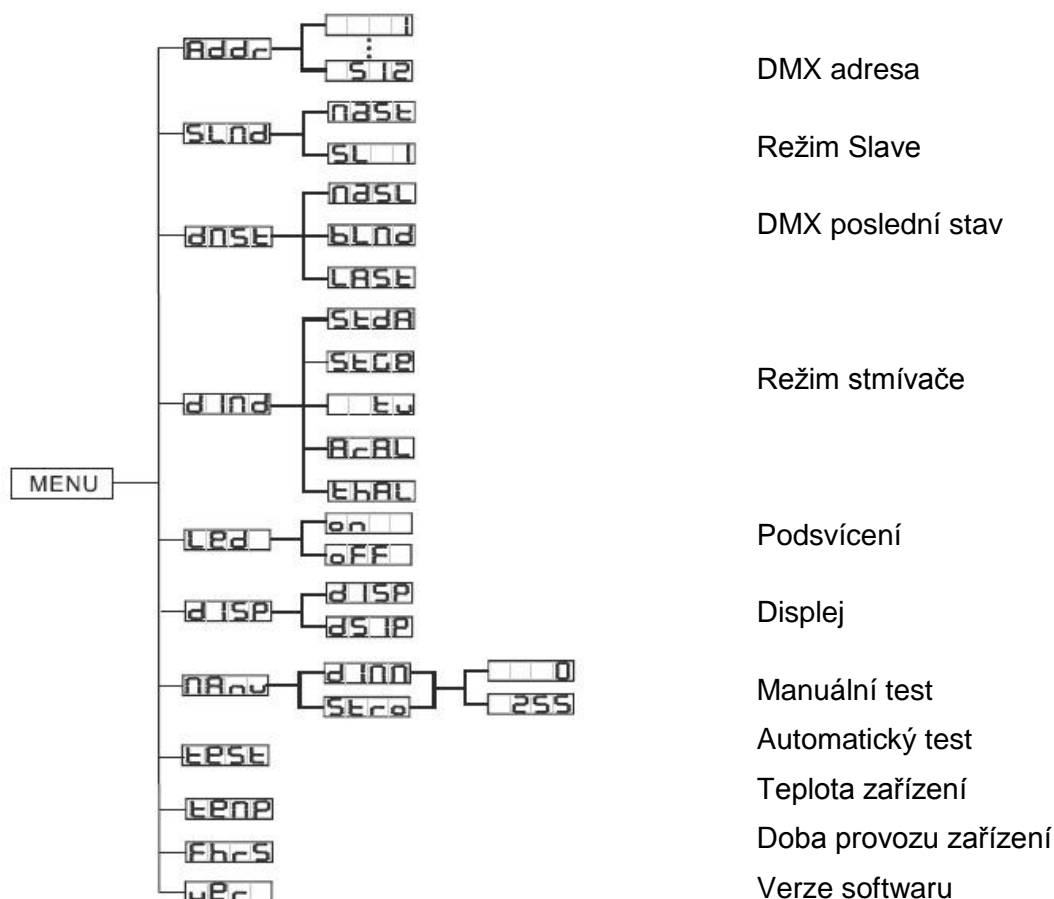 1
Addr
512
DMX adresa
nASt
SLNd
SL 1
Režim Slave
nASL
dnSt
bLNd
DMX poslední stav
LASt
StdA
StGe
Režim stmívače
dINd
tv
ArAL
MENU
thAL
on
Led
Podsvícení
oFF
dISP
dISP
Displej
dSIP
dINN
0
NAnv
Manuální test
Stro
255
test
Automatický test
teNP
Teplota zařízení
FhrS
Doba provozu zařízení
ver
Verze softwaru